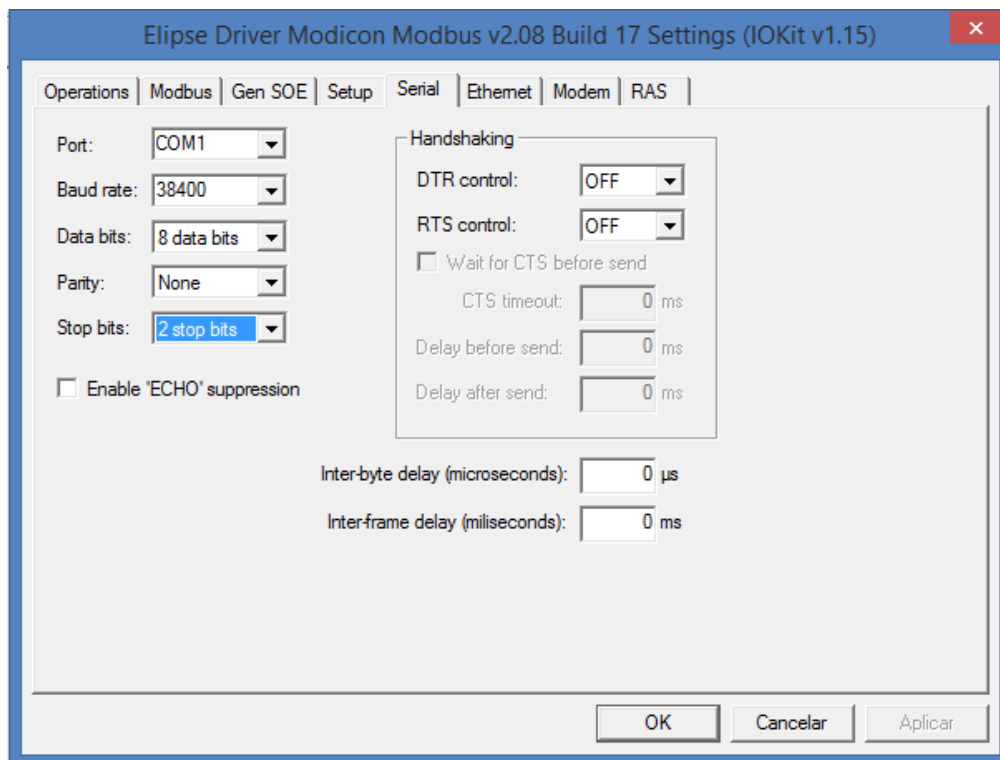 Elipse Driver Modicon Modbus v2.08 Build 17 Settings (IOKit v1.15)
Operations Modbus Gen SOE Setup Serial Ethernet Modem RAS
Port: COM1
Baud rate: 38400
Data bits: 8 data bits
Parity: None
Stop bits: 2 stop bits
Enable 'ECHO' suppression
Handshaking
DTR control: OFF
RTS control: OFF
Wait for CTS before send
CTS timeout: 0 ms
Delay before send: 0 ms
Delay after send: 0 ms
Inter-byte delay (microseconds): 0 µs
Inter-frame delay (miliseconds): 0 ms
OK Cancelar Aplicar